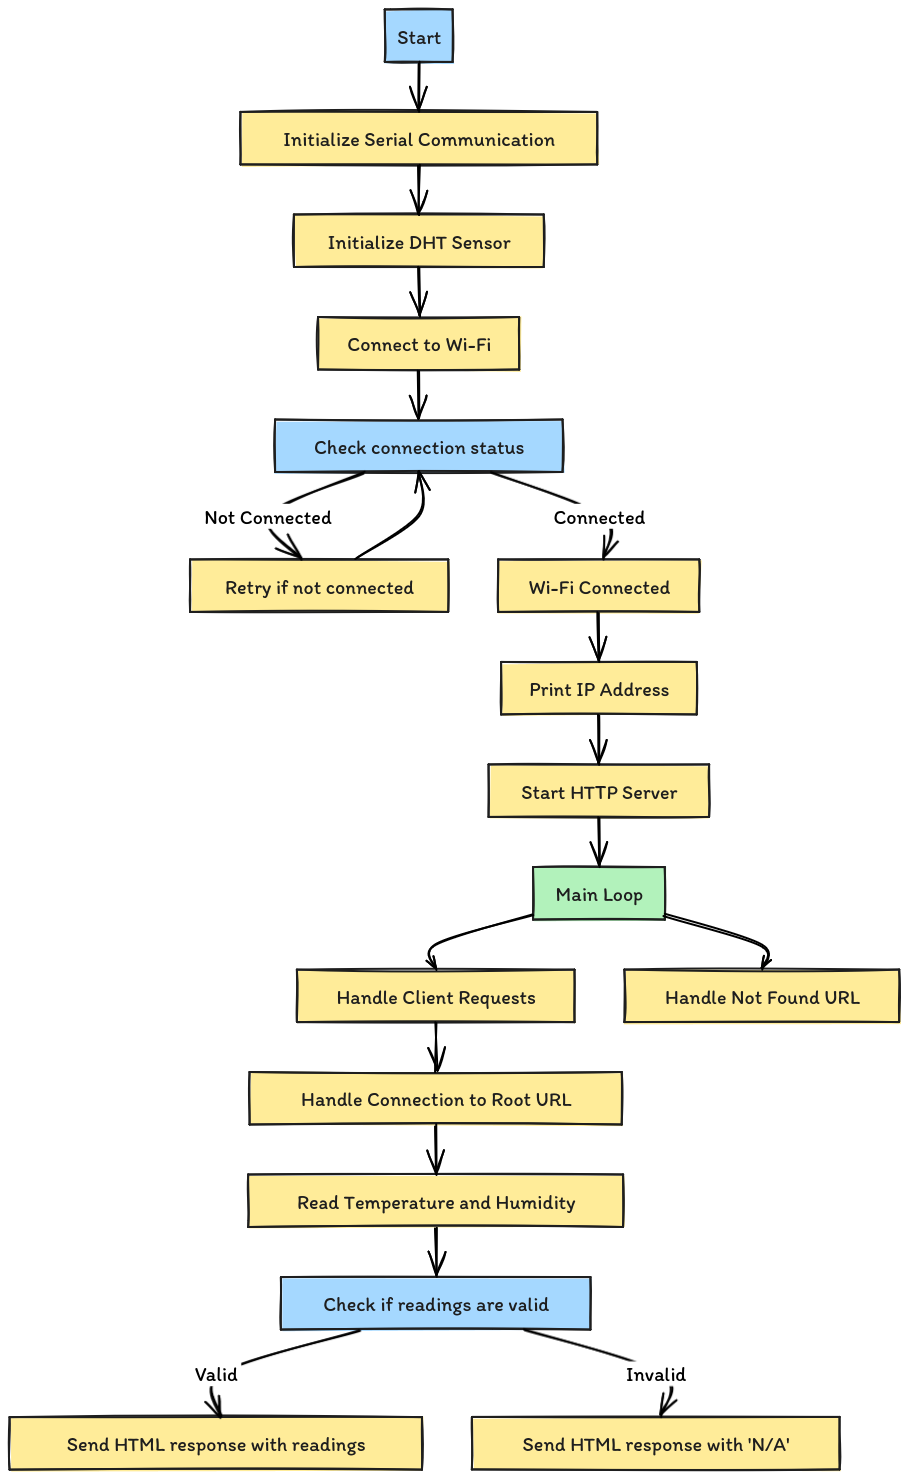 Start
Initialize Serial Communication
Initialize DHT Sensor
Connect to Wi-Fi
Check connection status
Not Connected
Connected
Retry if not connected
Wi-Fi Connected
Print IP Address
Start HTTP Server
Main Loop
Handle Client Requests
Handle Not Found URL
Handle Connection to Root URL
Read Temperature and Humidity
Check if readings are valid
Valid
Invalid
Send HTML response with readings
Send HTML response with 'N/A'